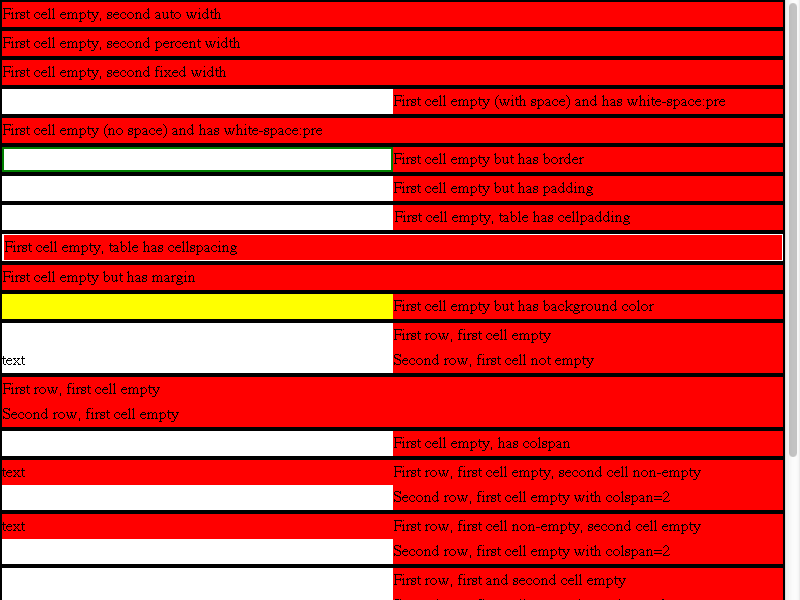 First cell empty, second auto width
First cell empty, second percent width
First cell empty, second fixed width
First cell empty (with space) and has white-space:pre
First cell empty (no space) and has white-space:pre
First cell empty but has border
First cell empty but has padding
First cell empty, table has cellpadding
First cell empty, table has cellspacing
First cell empty but has margin
First cell empty but has background color
First row, first cell empty
text Second row, first cell not empty
First row, first cell empty
Second row, first cell empty
First cell empty, has colspan
text First row, first cell empty, second cell non-empty
Second row, first cell empty with colspan=2
text First row, first cell non-empty, second cell empty
Second row, first cell empty with colspan=2
First row, first and second cell empty